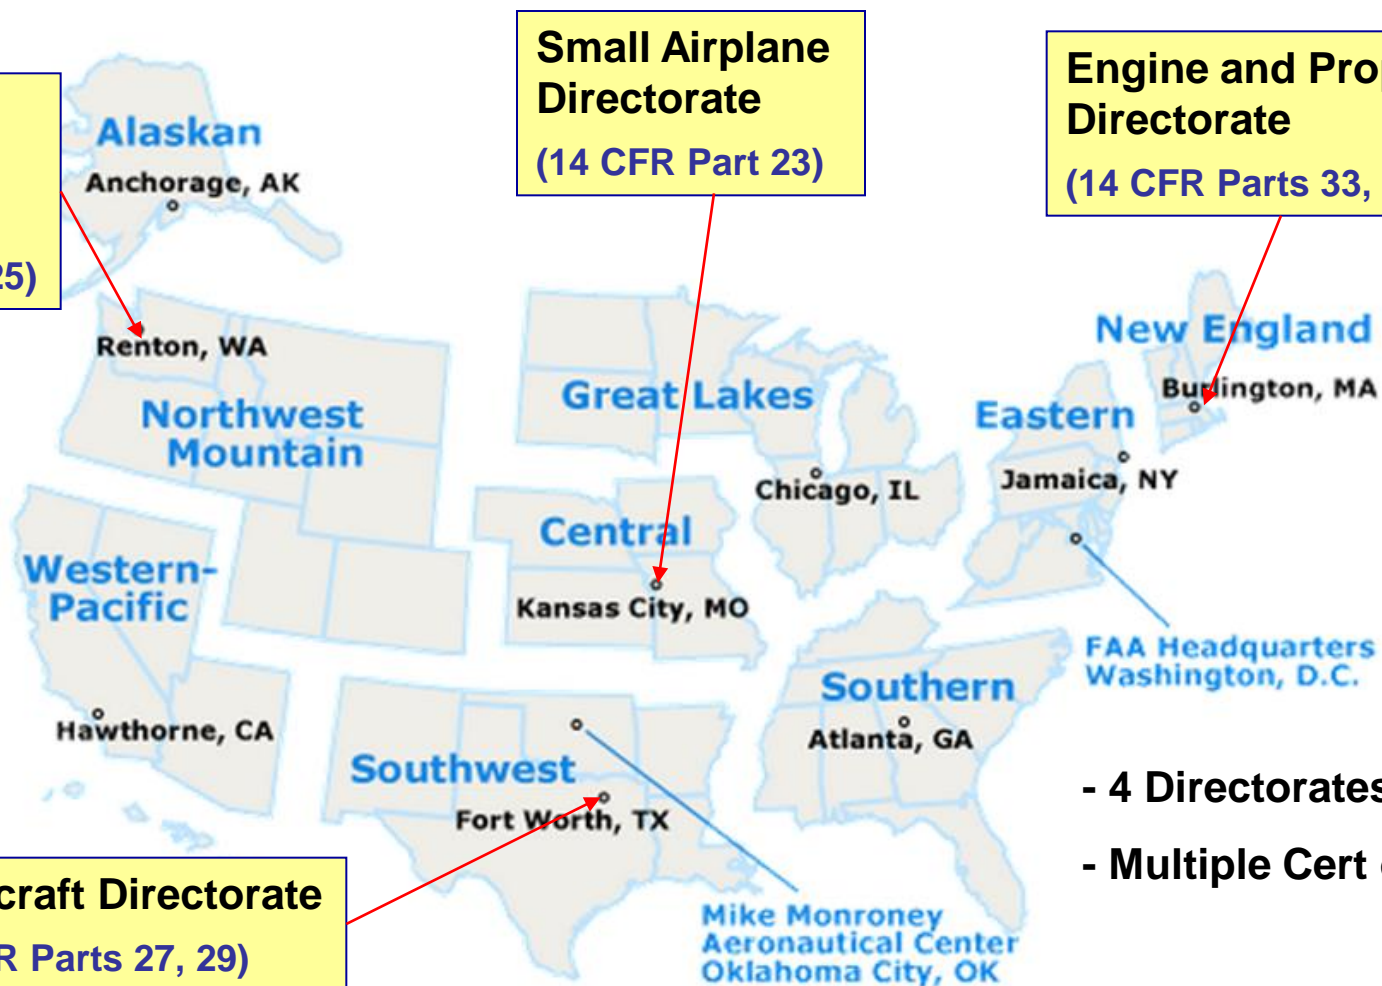 Small Airplane
Directorate
(14 CFR Part 23)
Engine and Prop
Directorate
(14 CFR Parts 33,
25)
Alaskan
Anchorage, AK
Renton, WA
Northwest
Mountain
Great Lakes
Chicago, IL
New England
Burlington, MA
Eastern
Jamaica, NY
Central
Kansas City, MO
Western-
Pacific
Hawthorne, CA
FAA Headquarters
Washington, D.C.
Southern
Atlanta, GA
Southwest
Fort Worth, TX
- 4 Directorates
- Multiple Cert
craft Directorate
R Parts 27, 29)
Mike Monroney
Aeronautical Center
Oklahoma City, OK